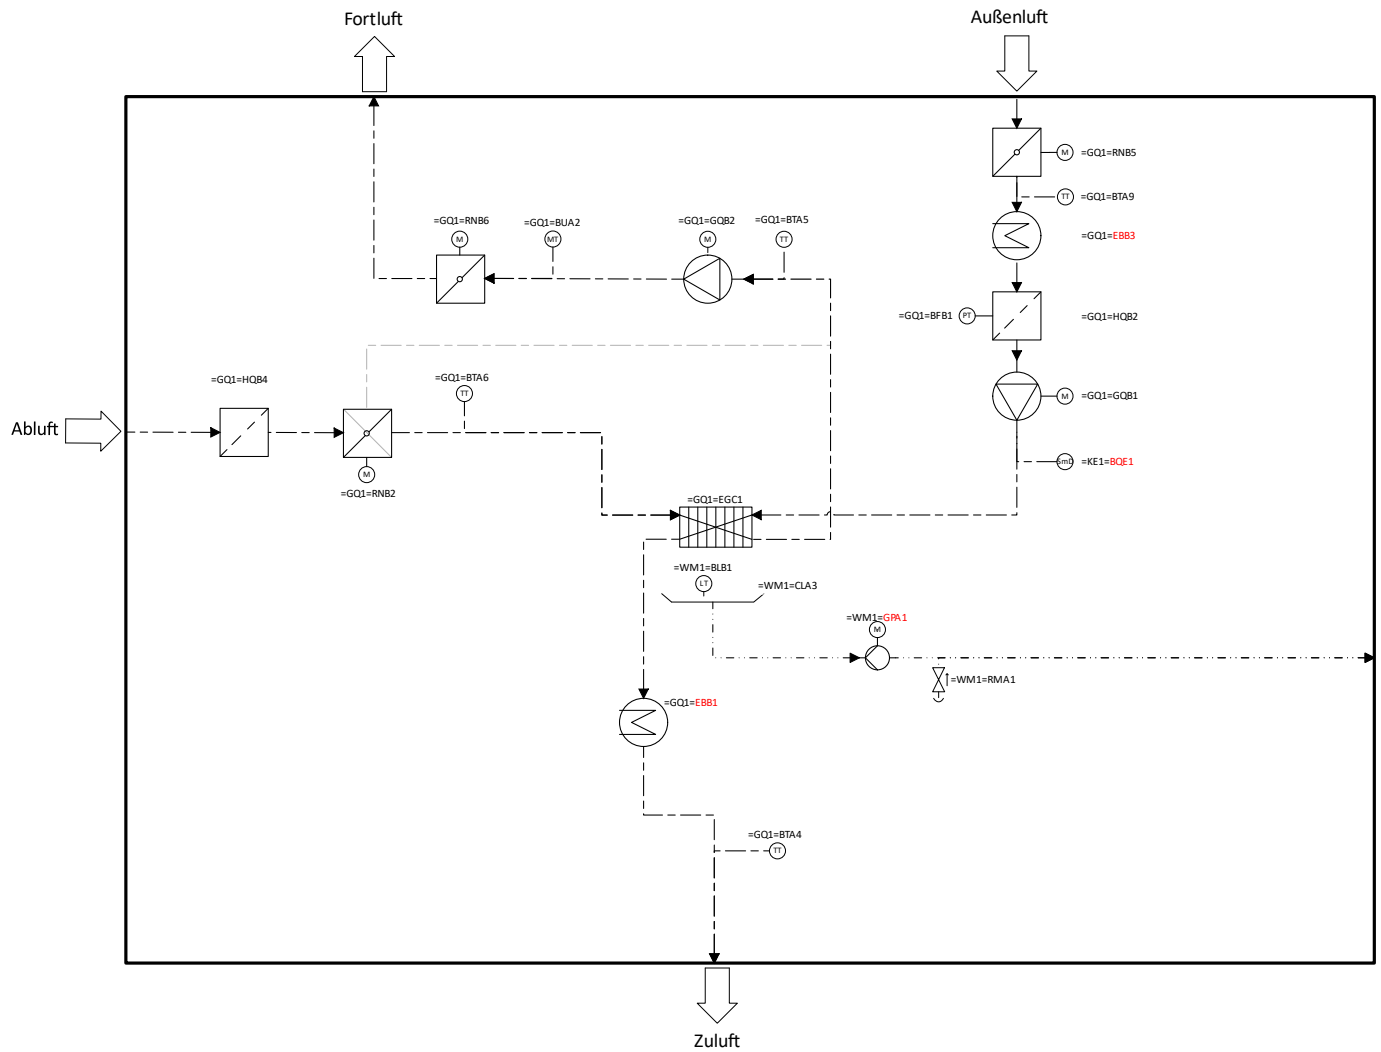 Fortluft
Außenluft
M
=GQ1=RNB5
TT
=GQ1=BTA9
=GQ1=RNB6
M
=GQ1=BUA2
MT
=GQ1=GQB2
M
=GQ1=BTA5
TT
=GQ1=EBB3
=GQ1=BFB1
PT
=GQ1=HQB2
=GQ1=HQB4
=GQ1=BTA6
TT
M
=GQ1=GQB1
Abluft
M
=GQ1=RNB2
SmD
=KE1=BQE1
=GQ1=EGC1
=WM1=BLB1
LT
=WM1=CLA3
=WM1=GPA1
M
=WM1=RMA1
=GQ1=EBB1
=GQ1=BTA4
TT
Zuluft